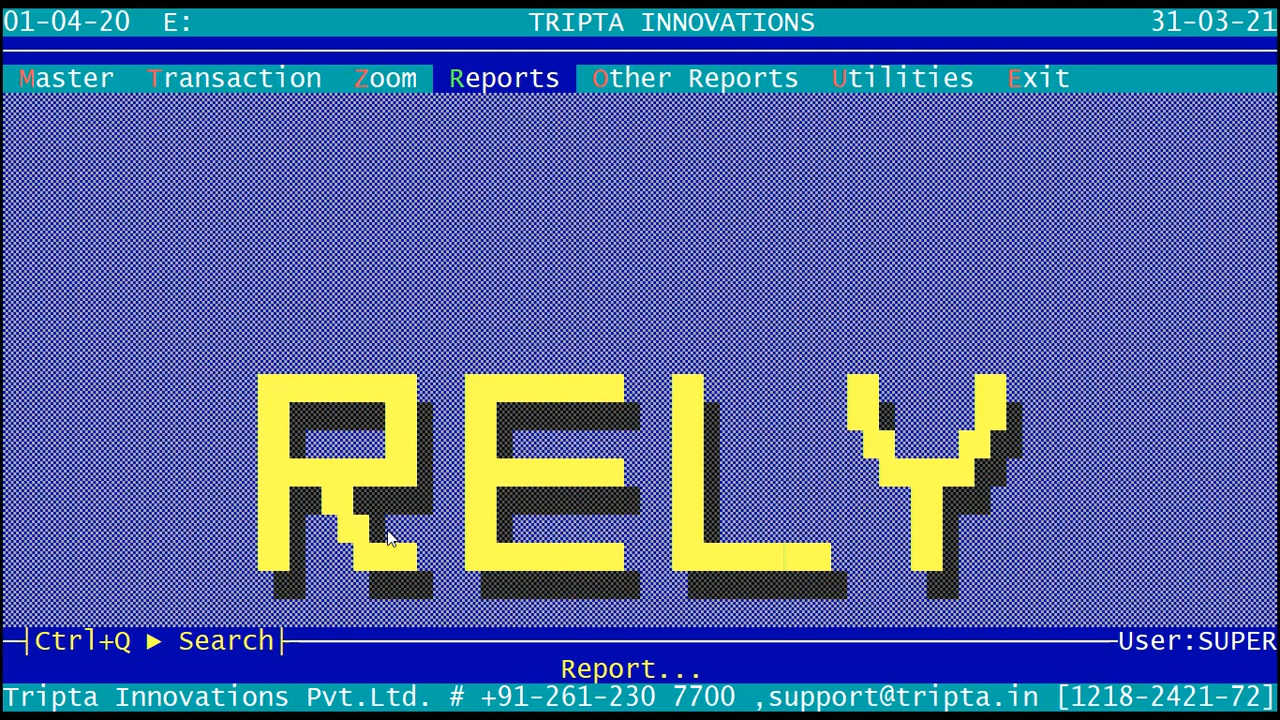 01-04-20 E: TRIPTA INNOVATIONS 31-03-21
Master Transaction Zoom Reports Other Reports Utilities Exit
RELY
Ctrl+Q ► Search User:SUPER
Report...
Tripta Innovations Pvt.Ltd. # +91-261-230 7700 ,support@tripta.in [1218-2421-72]